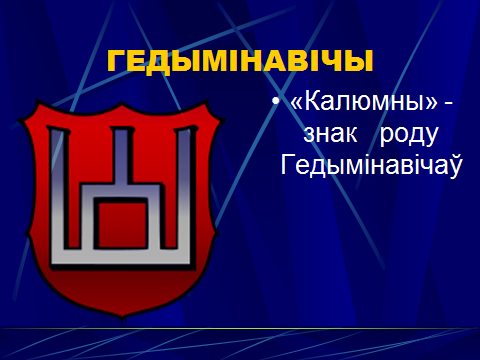 ГЕДЫМІНАВІЧЫ
• «Калюмны» -
знак роду
Гедымінавічаў